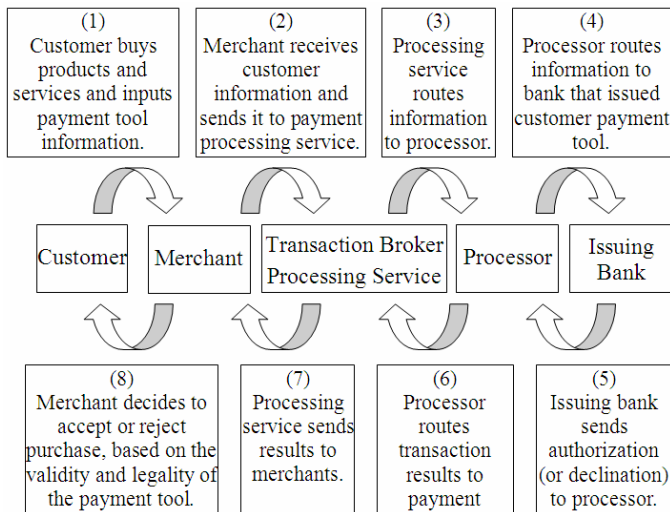 (1)
Customer buys
products and
services and inputs
payment tool
information.
(2)
Merchant receives
customer
information and
sends it to payment
processing service.
(3)
Processing
service
routes
information
to processor.
(4)
Processor routes
information to
bank that issued
customer payment
tool.
Customer
Merchant
Transaction Broker
Processing Service
Processor
Issuing
Bank
(8)
Merchant decides to
accept or reject
purchase, based on the
validity and legality of
the payment tool.
(7)
Processing
service sends
results to
merchants.
(6)
Processor
routes
transaction
results to
payment
(5)
Issuing bank
sends
authorization
(or declination)
to processor.